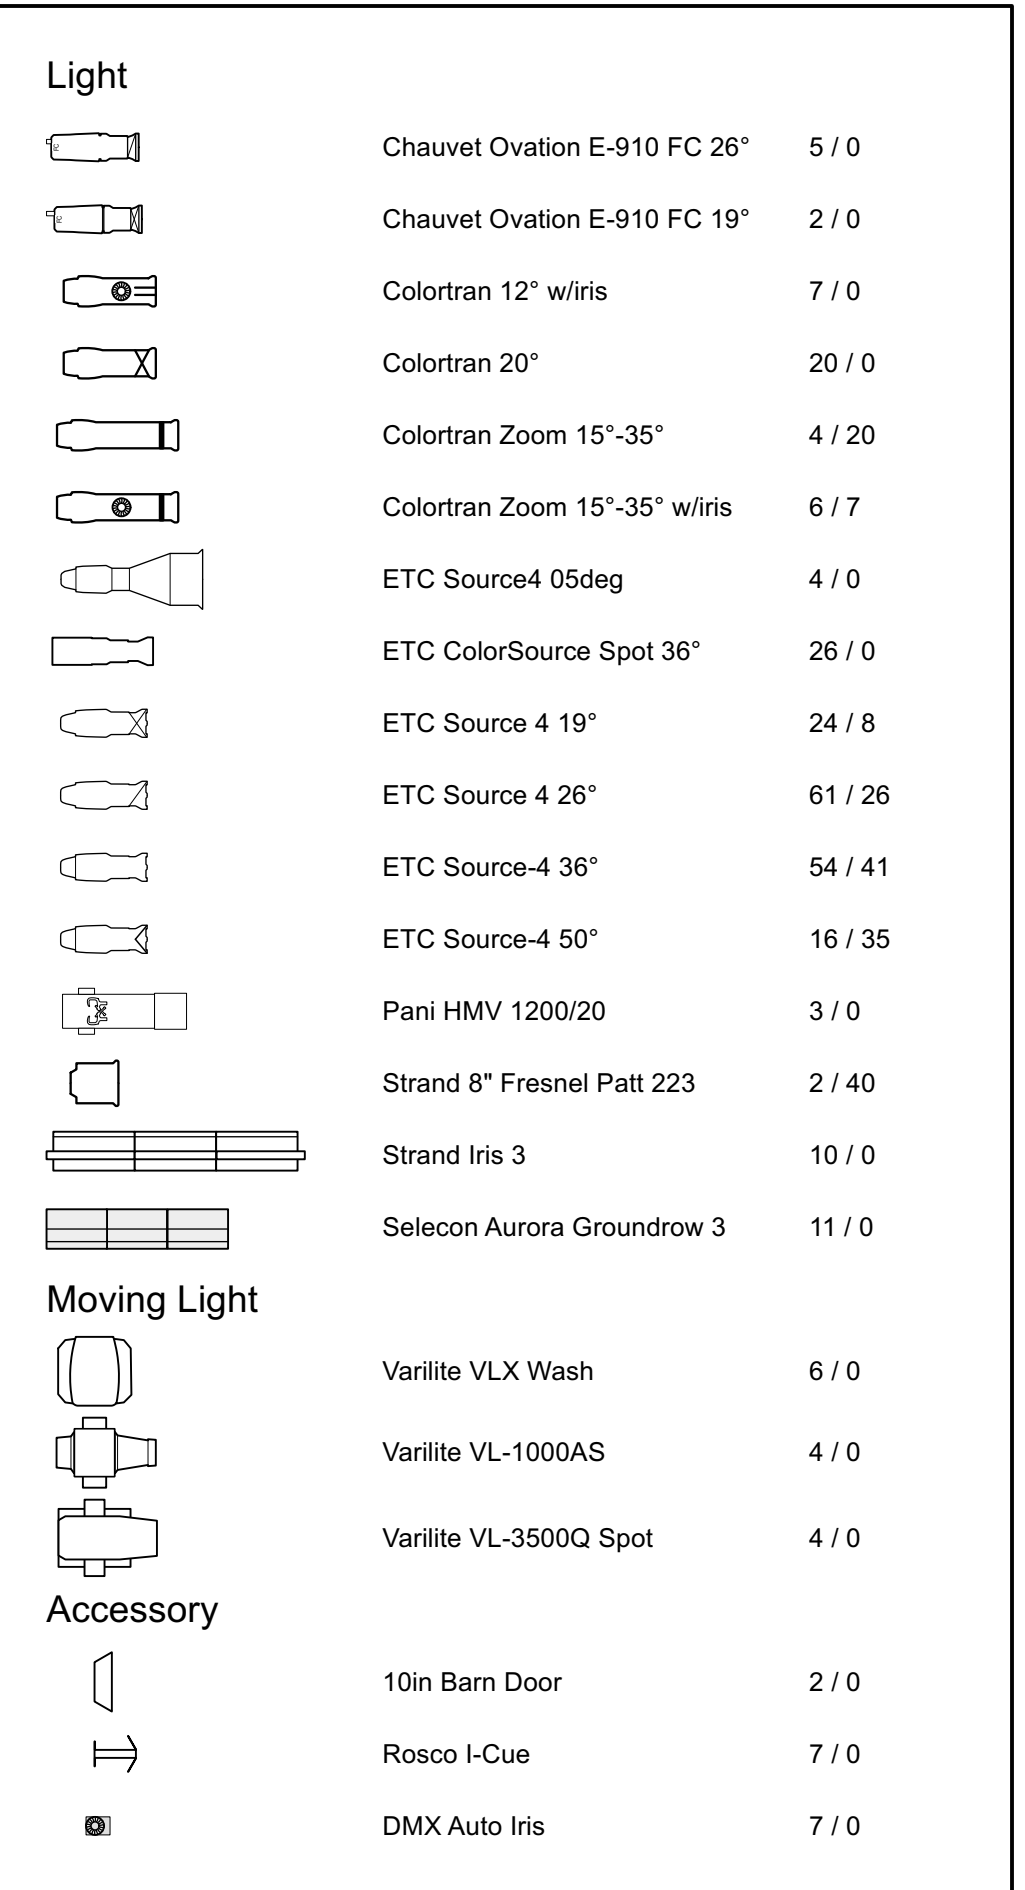 Light
Chauvet Ovation E-910 FC 26° 5 / 0
FC
Chauvet Ovation E-910 FC 19° 2 / 0
FC
Colortran 12° w/iris 7 / 0
Colortran 20° 20 / 0
Colortran Zoom 15°-35° 4 / 20
Colortran Zoom 15°-35° w/iris 6 / 7
ETC Source4 05deg 4 / 0
ETC ColorSource Spot 36° 26 / 0
ETC Source 4 19° 24 / 8
ETC Source 4 26° 61 / 26
ETC Source-4 36° 54 / 41
ETC Source-4 50° 16 / 35
Pani HMV 1200/20 3 / 0
Strand 8" Fresnel Patt 223 2 / 40
Strand Iris 3 10 / 0
Selecon Aurora Groundrow 3 11 / 0
Moving Light
Varilite VLX Wash 6 / 0
Varilite VL-1000AS 4 / 0
Varilite VL-3500Q Spot 4 / 0
Accessory
10in Barn Door 2 / 0
Rosco I-Cue 7 / 0
DMX Auto Iris 7 / 0